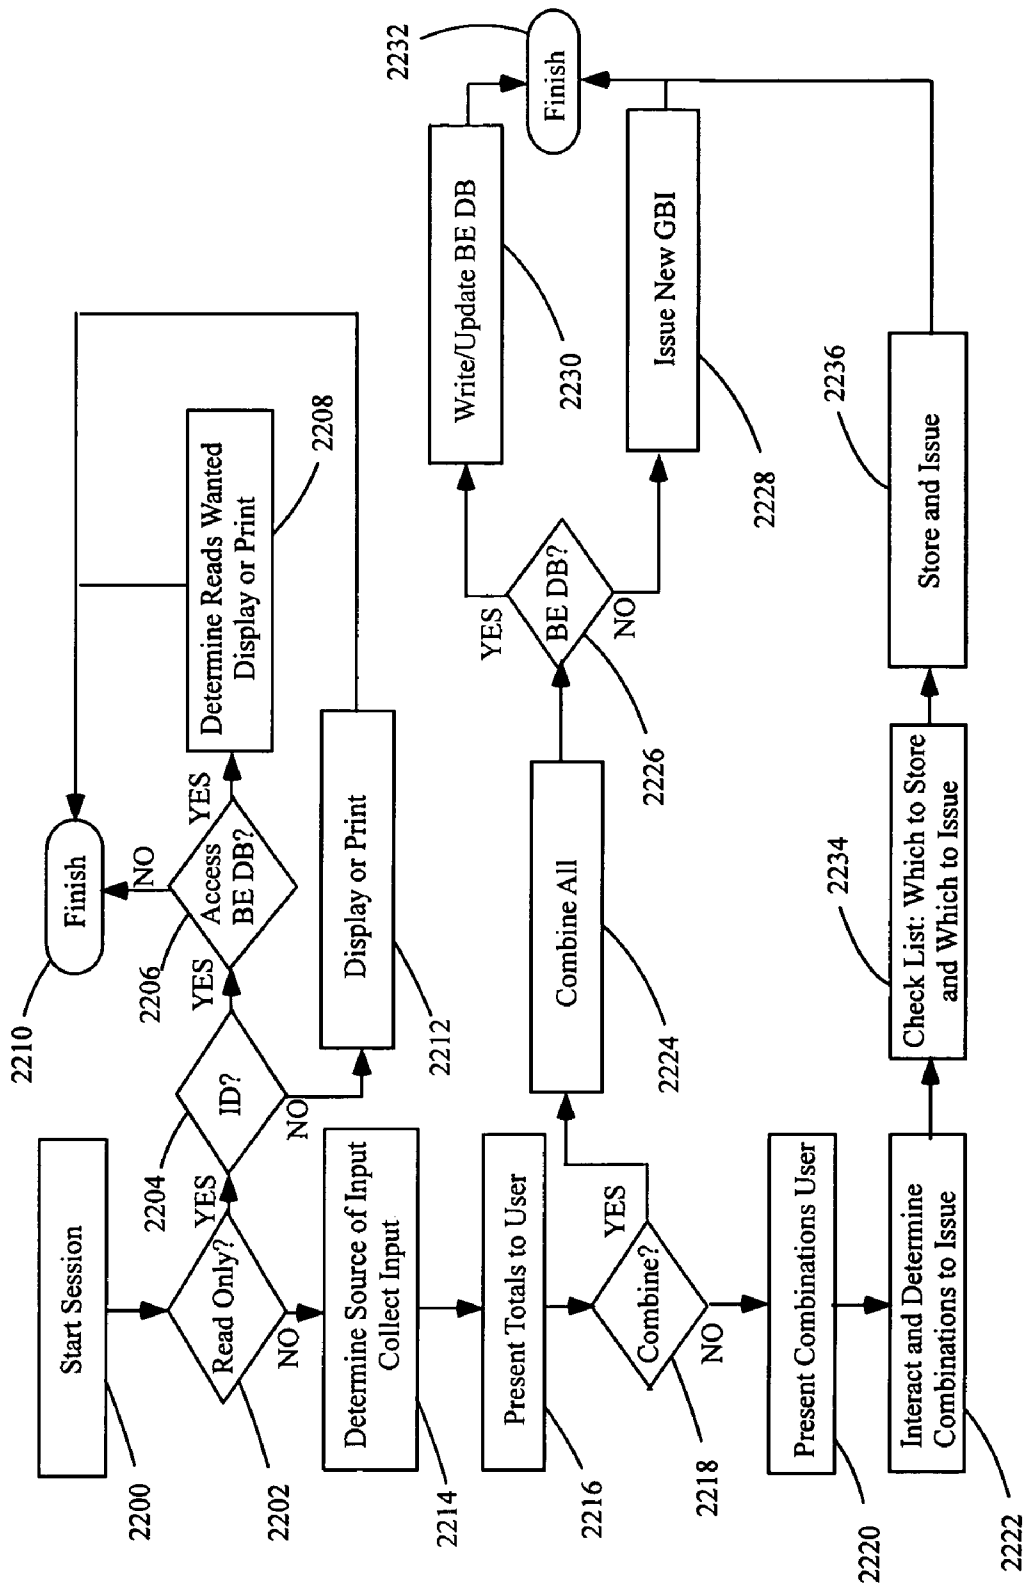 Start Session
2200
Read Only?
2202
YES
NO
ID?
2204
YES
NO
Access
BE DB?
2206
YES
NO
Determine Reads Wanted
Display or Print
2208
Finish
2210
Display or Print
2212
Determine Source of Input
Collect Input
2214
Present Totals to User
2216
Combine?
2218
YES
NO
Combine All
2224
BE DB?
2226
YES
NO
Write/Update BE DB
2230
Issue New GBI
2228
Finish
2232
Present Combinations User
2220
Interact and Determine
Combinations to Issue
2222
Check List: Which to Store
and Which to Issue
2234
Store and Issue
2236